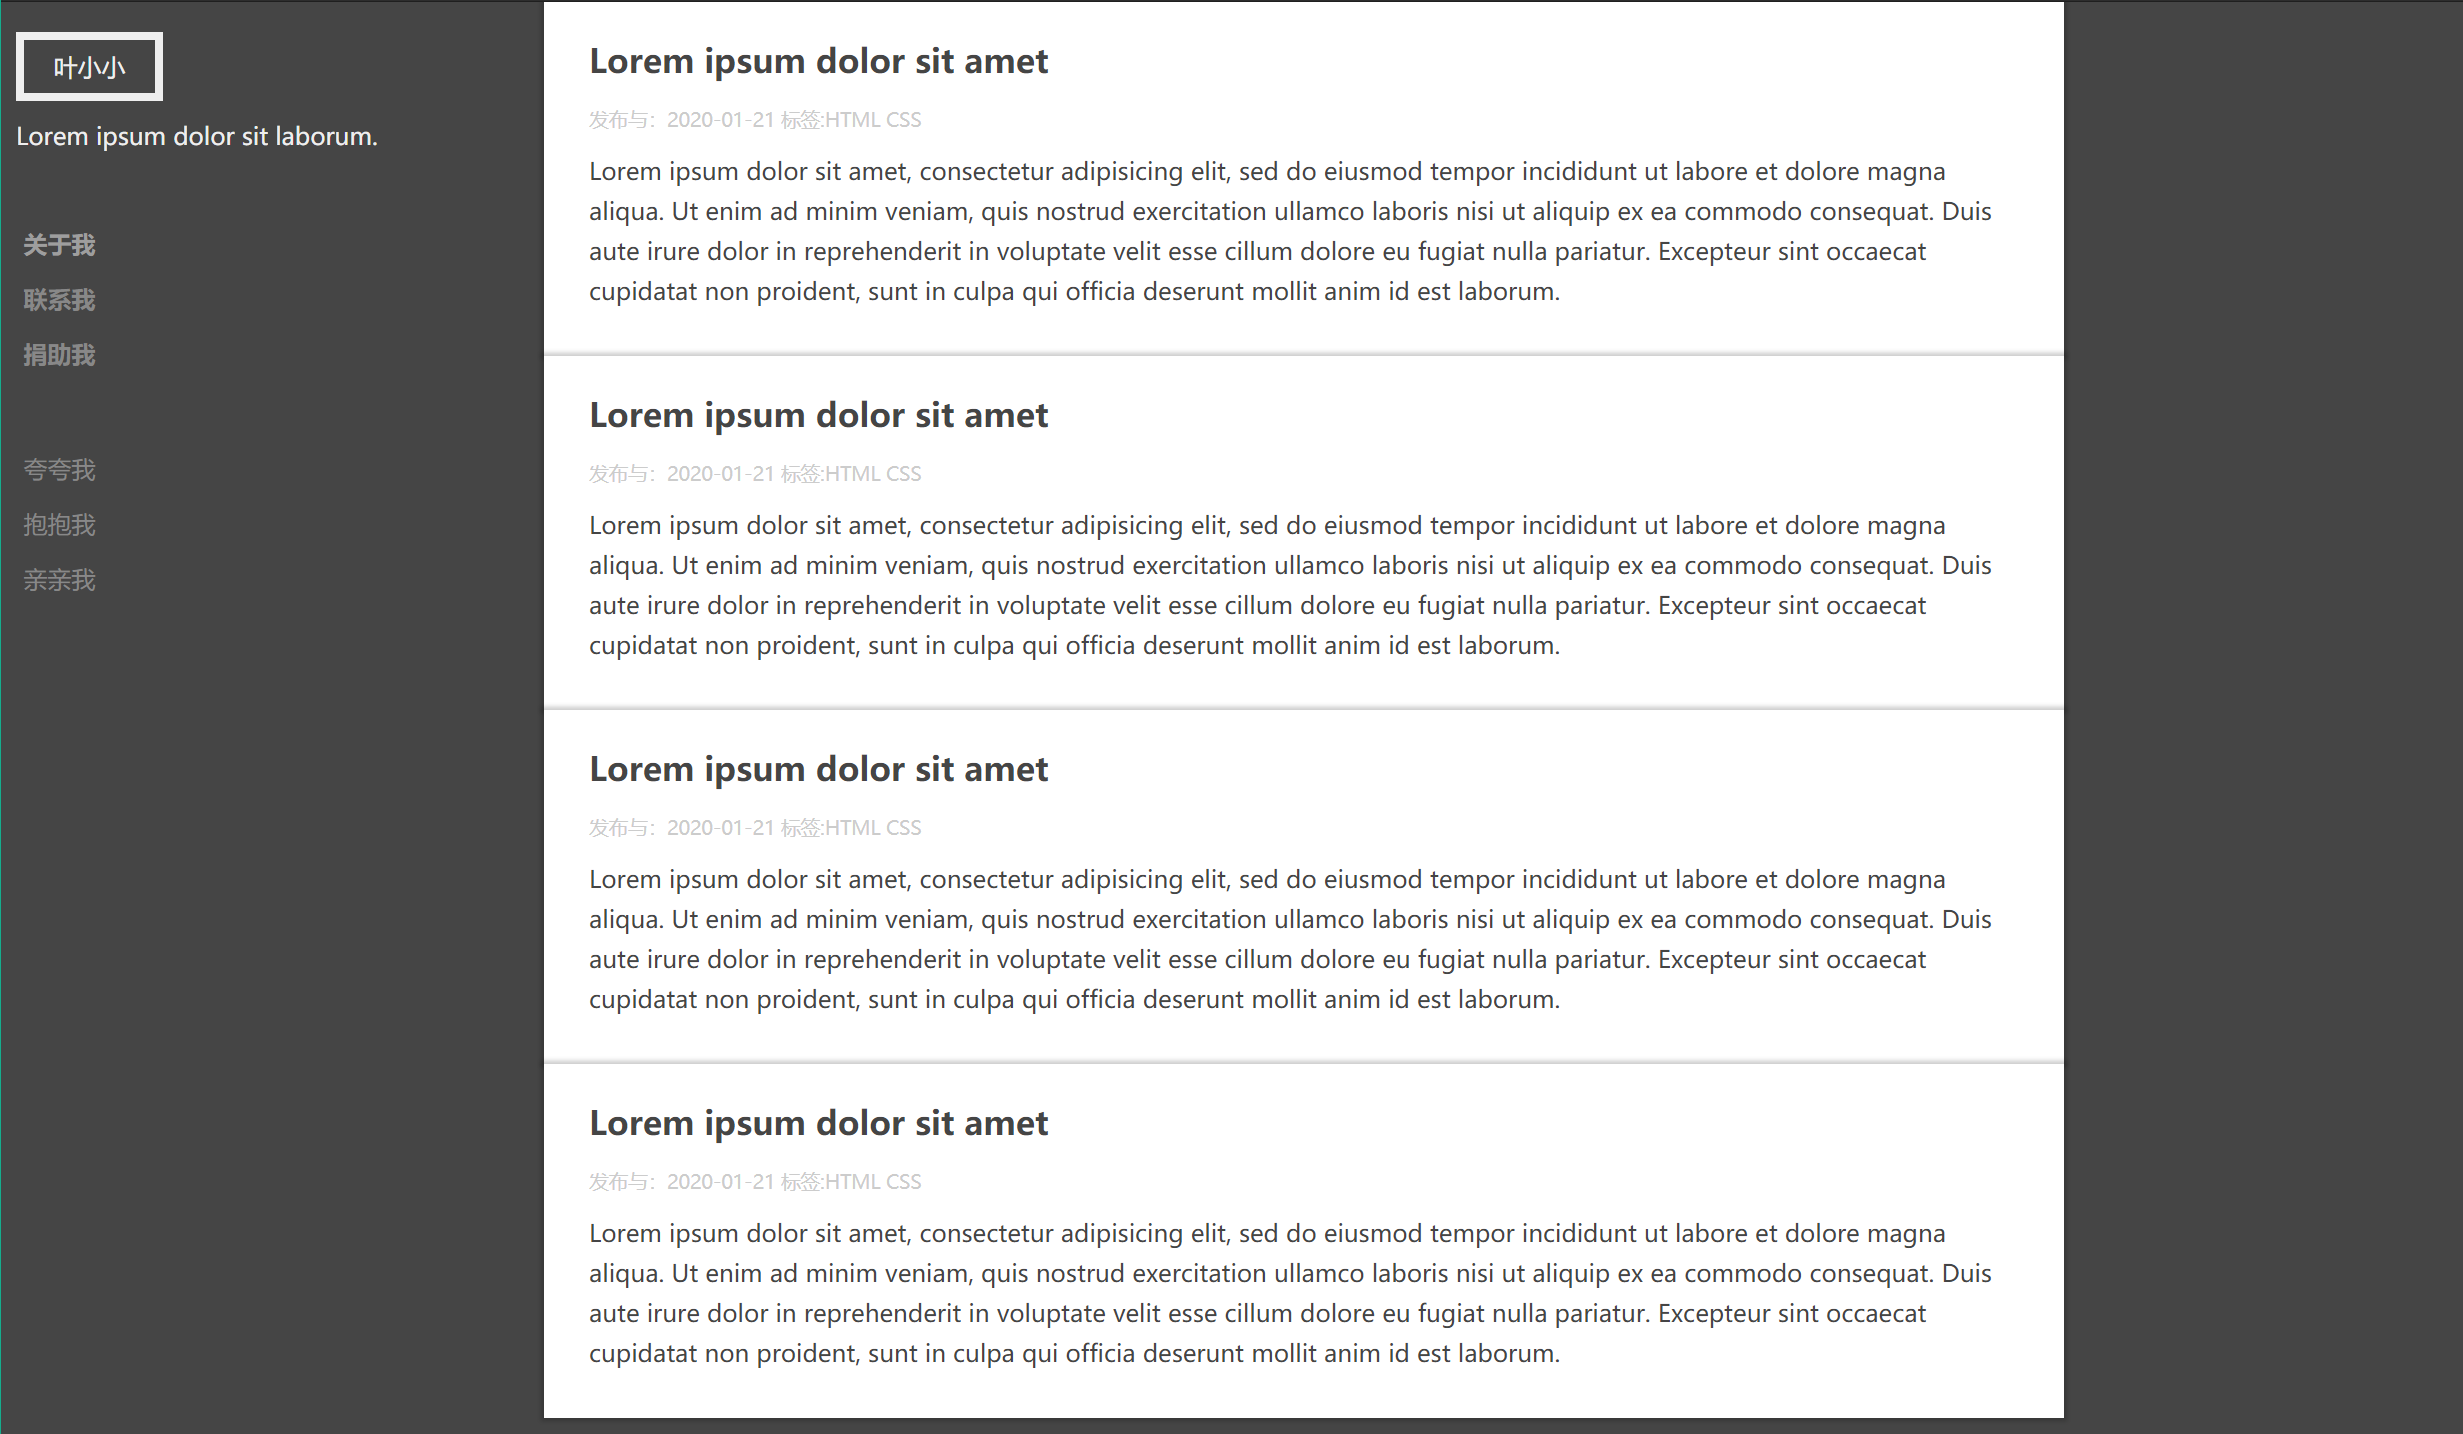 叶小小
Lorem ipsum dolor sit laborum.
关于我
联系我
捐助我
夸夸我
抱抱我
亲亲我
Lorem ipsum dolor sit amet
发布与：2020-01-21 标签:HTML CSS
Lorem ipsum dolor sit amet, consectetur adipisicing elit, sed do eiusmod tempor incididunt ut labore et dolore magna
aliqua. Ut enim ad minim veniam, quis nostrud exercitation ullamco laboris nisi ut aliquip ex ea commodo consequat. Duis
aute irure dolor in reprehenderit in voluptate velit esse cillum dolore eu fugiat nulla pariatur. Excepteur sint occaecat
cupidatat non proident, sunt in culpa qui officia deserunt mollit anim id est laborum.
Lorem ipsum dolor sit amet
发布与：2020-01-21 标签:HTML CSS
Lorem ipsum dolor sit amet, consectetur adipisicing elit, sed do eiusmod tempor incididunt ut labore et dolore magna
aliqua. Ut enim ad minim veniam, quis nostrud exercitation ullamco laboris nisi ut aliquip ex ea commodo consequat. Duis
aute irure dolor in reprehenderit in voluptate velit esse cillum dolore eu fugiat nulla pariatur. Excepteur sint occaecat
cupidatat non proident, sunt in culpa qui officia deserunt mollit anim id est laborum.
Lorem ipsum dolor sit amet
发布与：2020-01-21 标签:HTML CSS
Lorem ipsum dolor sit amet, consectetur adipisicing elit, sed do eiusmod tempor incididunt ut labore et dolore magna
aliqua. Ut enim ad minim veniam, quis nostrud exercitation ullamco laboris nisi ut aliquip ex ea commodo consequat. Duis
aute irure dolor in reprehenderit in voluptate velit esse cillum dolore eu fugiat nulla pariatur. Excepteur sint occaecat
cupidatat non proident, sunt in culpa qui officia deserunt mollit anim id est laborum.
Lorem ipsum dolor sit amet
发布与：2020-01-21 标签:HTML CSS
Lorem ipsum dolor sit amet, consectetur adipisicing elit, sed do eiusmod tempor incididunt ut labore et dolore magna
aliqua. Ut enim ad minim veniam, quis nostrud exercitation ullamco laboris nisi ut aliquip ex ea commodo consequat. Duis
aute irure dolor in reprehenderit in voluptate velit esse cillum dolore eu fugiat nulla pariatur. Excepteur sint occaecat
cupidatat non proident, sunt in culpa qui officia deserunt mollit anim id est laborum.